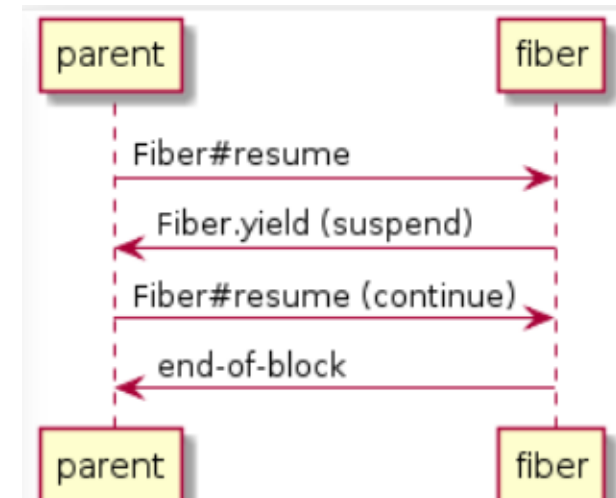 parent fiber
Fiber#resume
Fiber.yield (suspend)
Fiber#resume (continue)
end-of-block
parent fiber